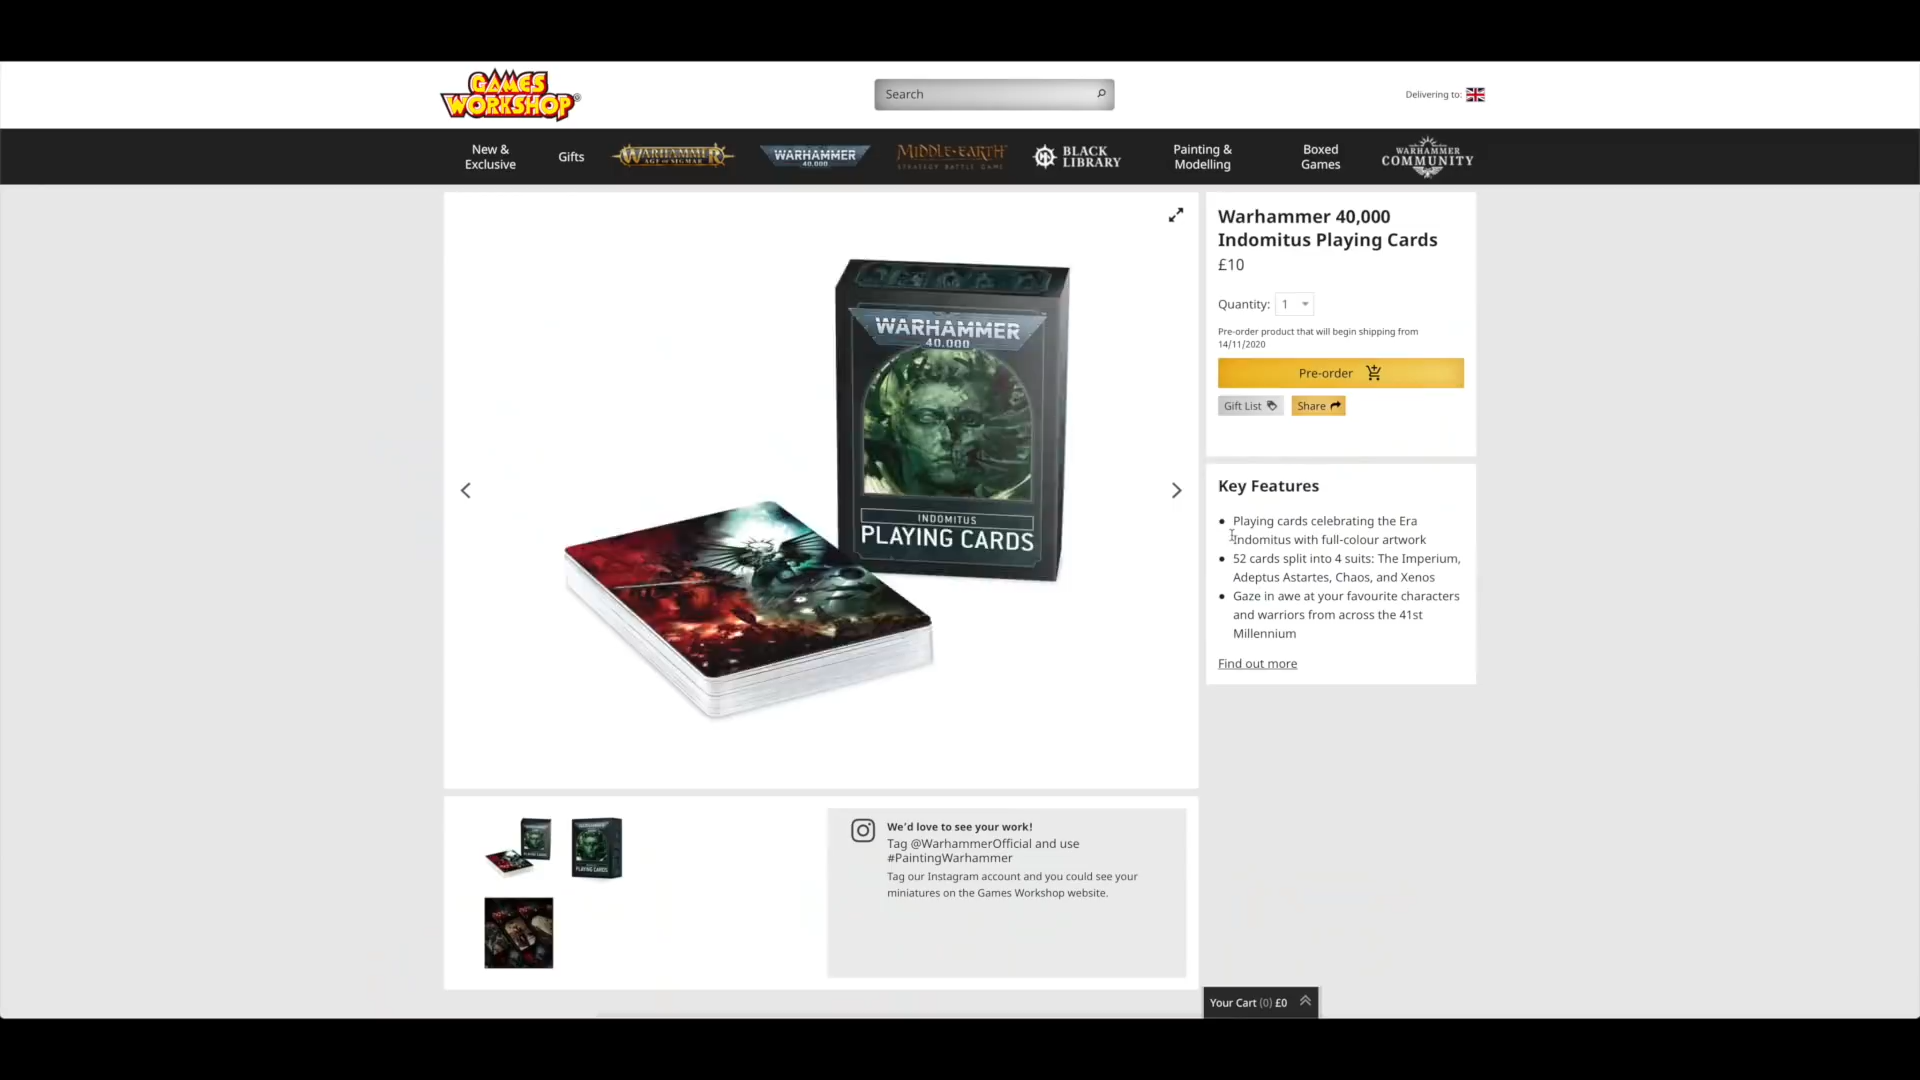 GAMES
WORKSHOP
Search
Delivering to:
New &
Exclusive
Gifts
WARHAMMER
AGE OF SIGMAR
WARHAMMER
40,000
MIDDLE-EARTH
STRATEGY BATTLE GAME
BLACK
LIBRARY
Painting &
Modelling
Boxed
Games
WARHAMMER
COMMUNITY
WARHAMMER
40,000
INDOMITUS
PLAYING CARDS
Warhammer 40,000
Indomitus Playing Cards
£10
Quantity: 1
Pre-order product that will begin shipping from
14/11/2020
Pre-order
Gift List
Share
Key Features
Playing cards celebrating the Era
Indomitus with full-colour artwork
52 cards split into 4 suits: The Imperium,
Adeptus Astartes, Chaos, and Xenos
Gaze in awe at your favourite characters
and warriors from across the 41st
Millennium
Find out more
PLAYING CARDS
We'd love to see your work!
Tag @WarhammerOfficial and use
#PaintingWarhammer
Tag our Instagram account and you could see your
miniatures on the Games Workshop website.
Your Cart (0) £0